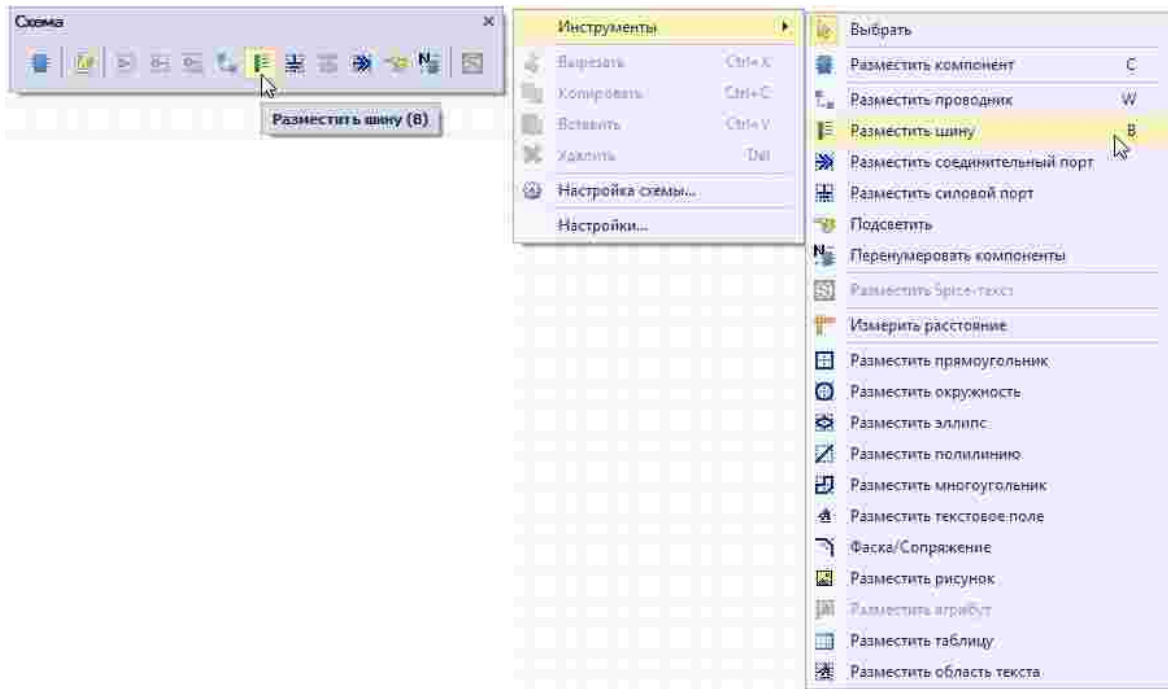 Схема
Разместить шину (B)
Инструменты
Вырезать Ctrl+X
Копировать Ctrl+C
Вставить Ctrl+V
Удалить Del
Настройка схемы...
Настройки...
Выбрать
Разместить компонент C
Разместить проводник W
Разместить шину B
Разместить соединительный порт
Разместить силовой порт
Подсветить
Перенумеровать компоненты
Разместить Spice-текст
Измерить расстояние
Разместить прямоугольник
Разместить окружность
Разместить эллипс
Разместить полилинию
Разместить многоугольник
Разместить текстовое поле
Фаска/Сопряжение
Разместить рисунок
Разместить атрибут
Разместить таблицу
Разместить область текста